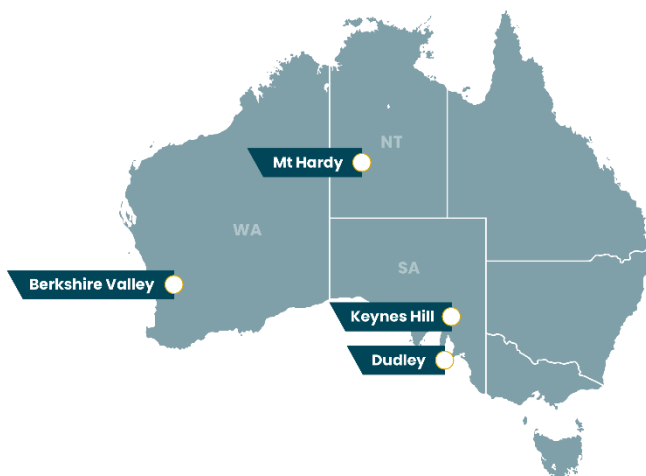 NT
Mt Hardy
WA
SA
Berkshire Valley
Keynes Hill
Dudley